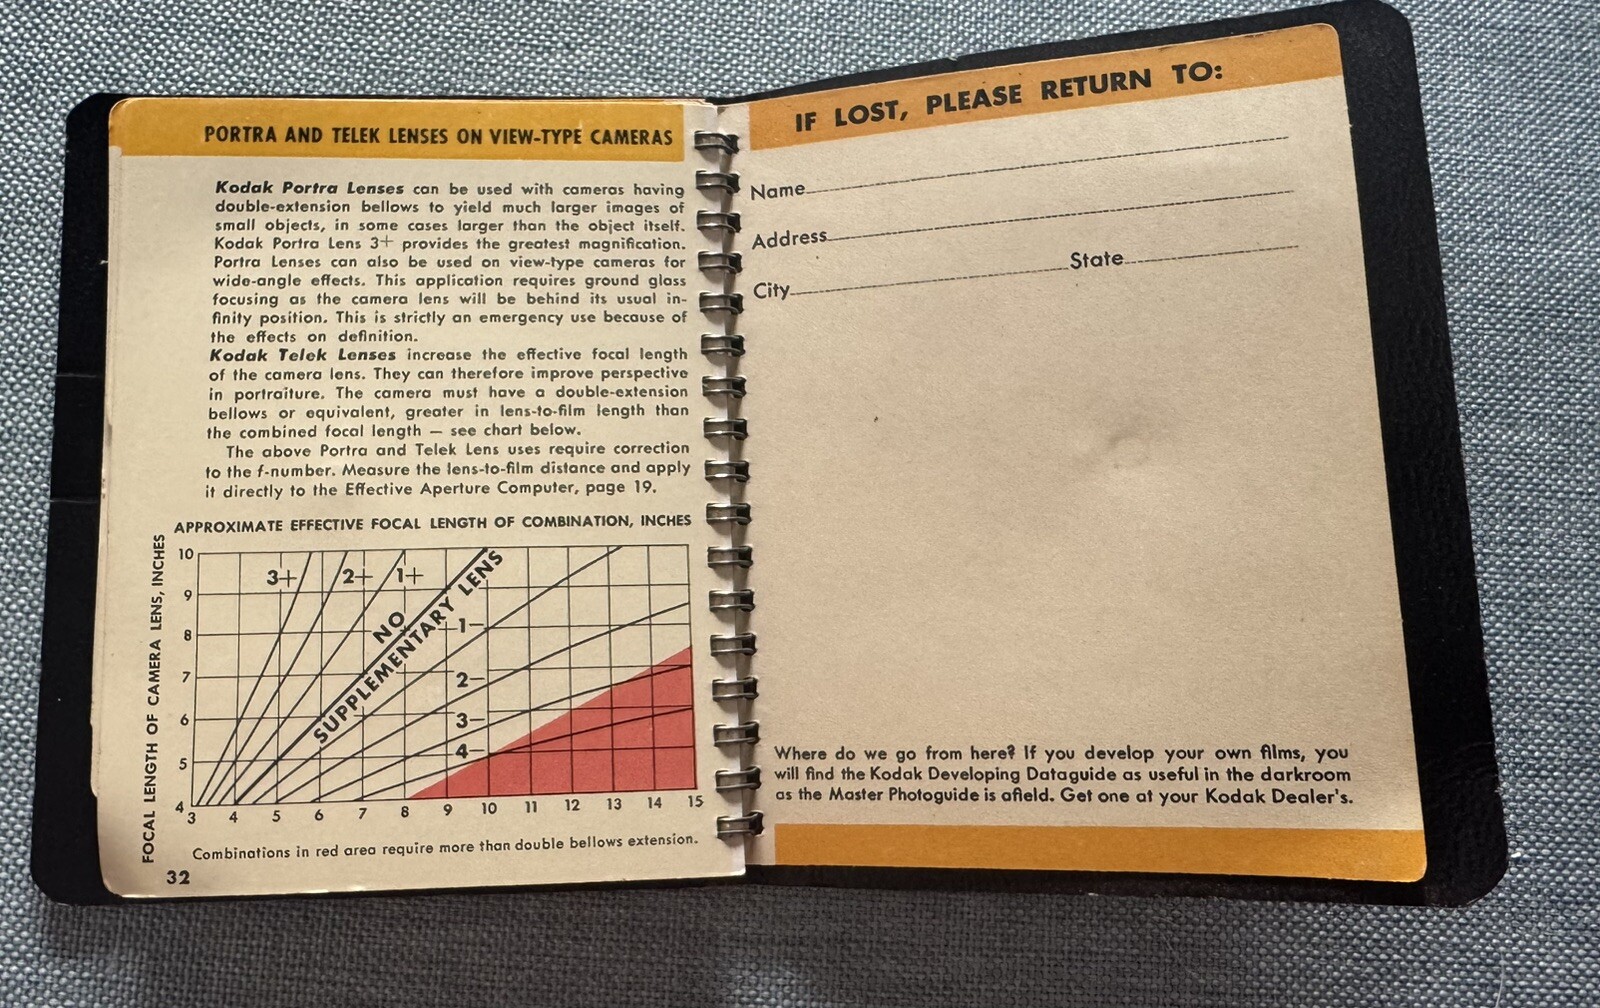 PORTRA AND TELEK LENSES ON VIEW-TYPE CAMERAS
Kodak Portra Lenses can be used with cameras having
double-extension bellows to yield much larger images of
small objects, in some cases larger than the object itself.
Kodak Portra Lens 3+ provides the greatest magnification.
Portra Lenses can also be used on view-type cameras for
wide-angle effects. This application requires ground glass
focusing as the camera lens will be behind its usual in-
finity position. This is strictly an emergency use because of
the effects on definition.
Kodak Telek Lenses increase the effective focal length
of the camera lens. They can therefore improve perspective
in portraiture. The camera must have a double-extension
bellows or equivalent, greater in lens-to-film length than
the combined focal length — see chart below.
The above Portra and Telek Lens uses require correction
to the f-number. Measure the lens-to-film distance and apply
it directly to the Effective Aperture Computer, page 19.
APPROXIMATE EFFECTIVE FOCAL LENGTH OF COMBINATION, INCHES
FOCAL LENGTH OF CAMERA LENS, INCHES
10
9
8
7
6
5
4
3+ 2+ 1+
NO
SUPPLEMENTARY LENS
1–
2–
3–
4–
3 4 5 6 7 8 9 10 11 12 13 14 15
Combinations in red area require more than double bellows extension.
32
IF LOST, PLEASE RETURN TO:
Name
Address
City State
Where do we go from here? If you develop your own films, you
will find the Kodak Developing Dataguide as useful in the darkroom
as the Master Photoguide is afield. Get one at your Kodak Dealer's.